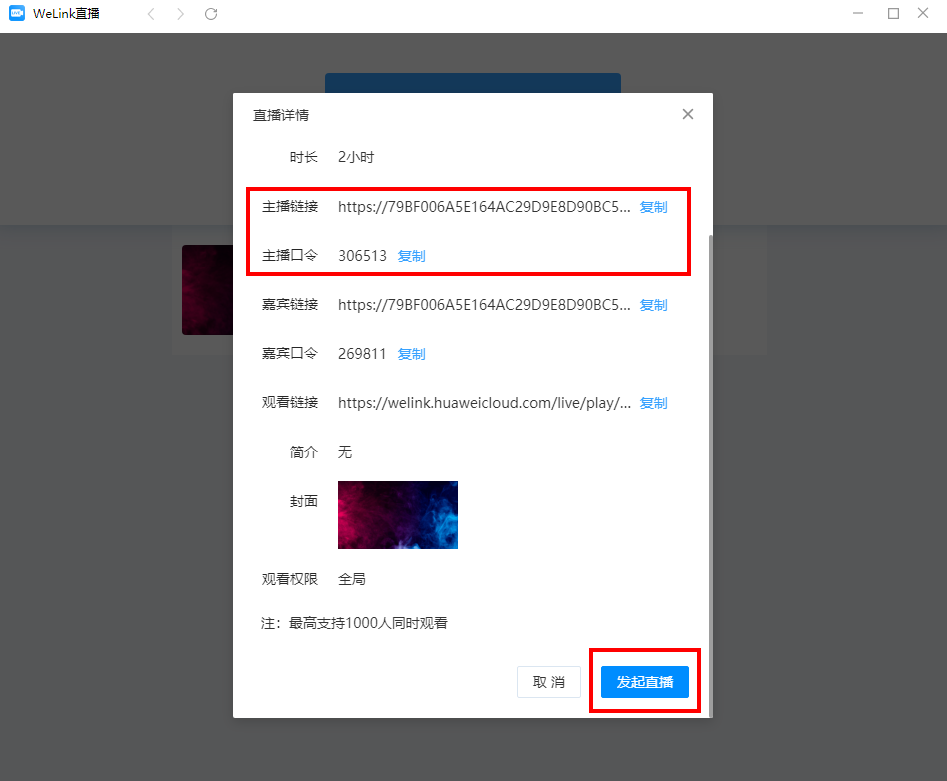 WeLink直播
直播详情
时长 2小时
主播链接 https://79BF006A5E164AC29D9E8D90BC5... 复制
主播口令 306513 复制
嘉宾链接 https://79BF006A5E164AC29D9E8D90BC5... 复制
嘉宾口令 269811 复制
观看链接 https://welink.huaweicloud.com/live/play/... 复制
简介 无
封面
观看权限 全局
注：最高支持1000人同时观看
取 消 发起直播